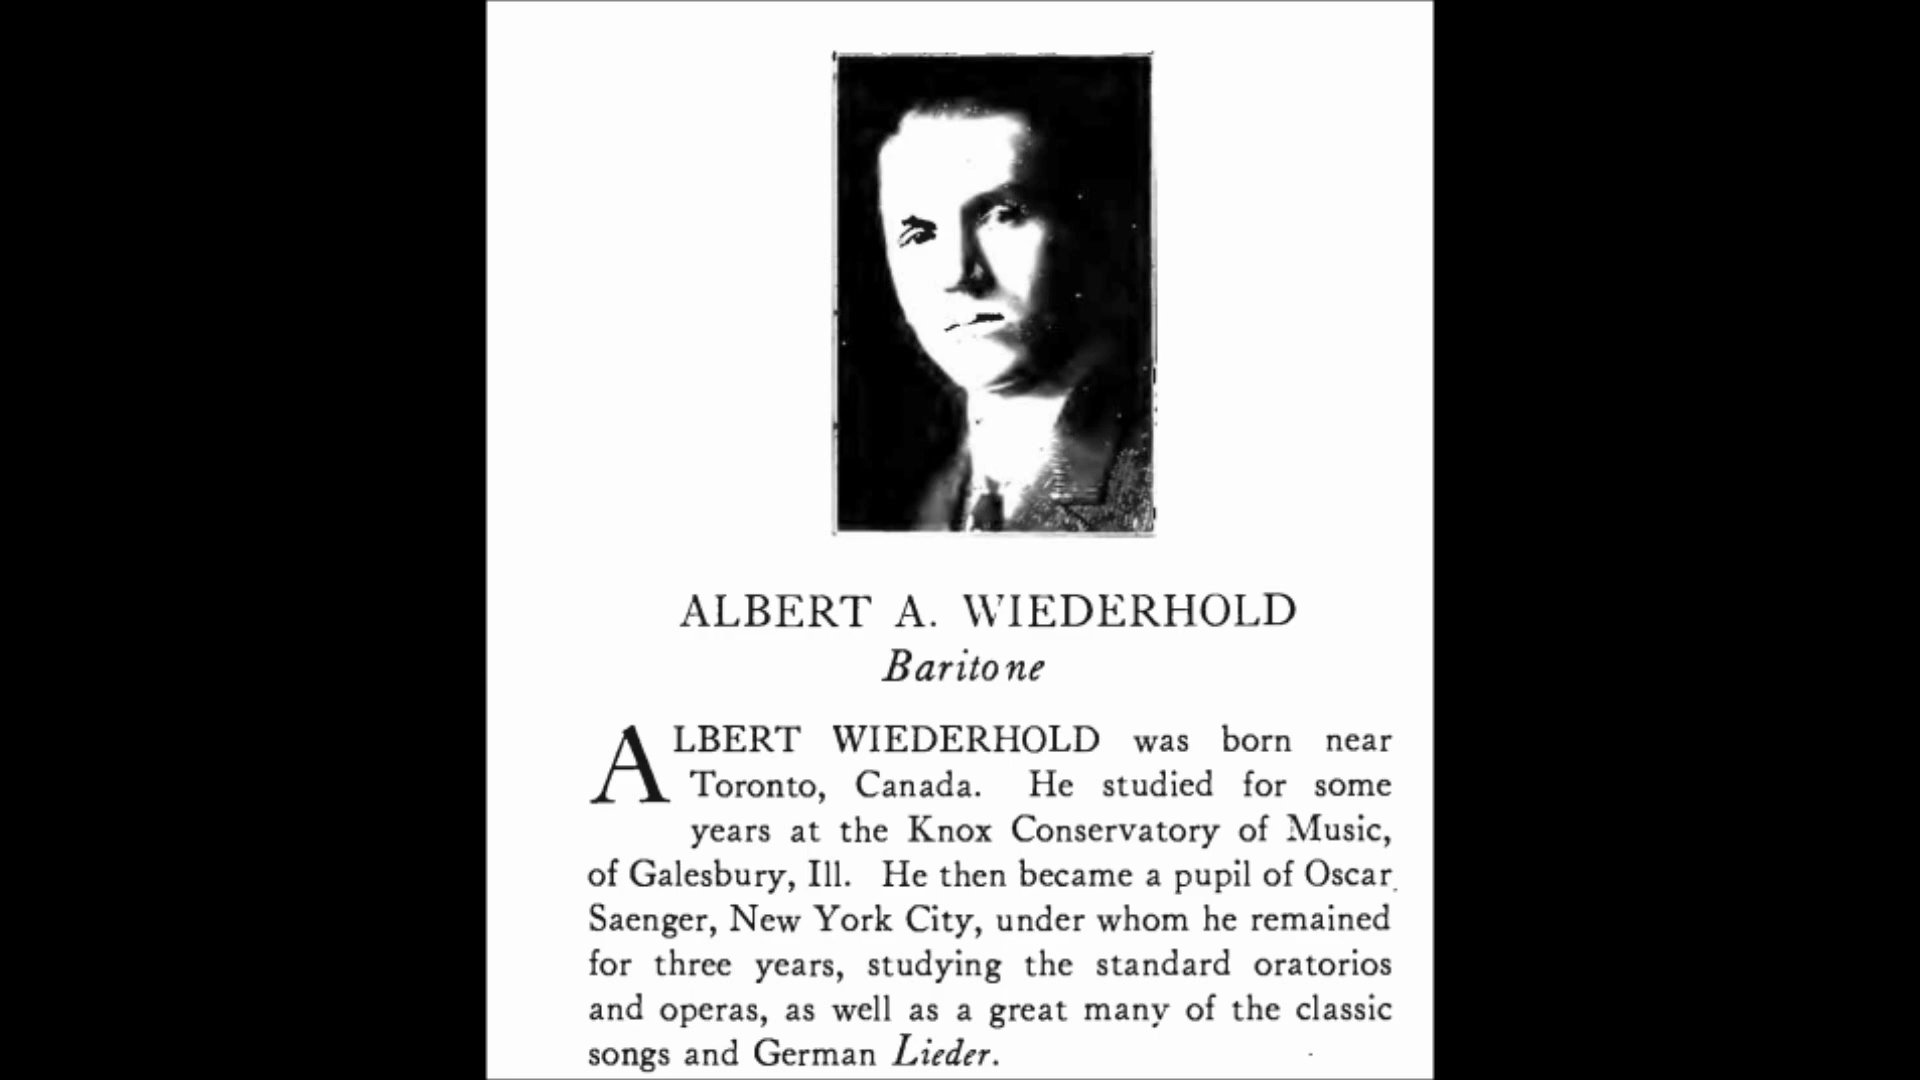 ALBERT A. WIEDERHOLD
Baritone
ALBERT WIEDERHOLD was born near
Toronto, Canada. He studied for some
years at the Knox Conservatory of Music,
of Galesbury, Ill. He then became a pupil of Oscar
Saenger, New York City, under whom he remained
for three years, studying the standard oratorios
and operas, as well as a great many of the classic
songs and German Lieder.